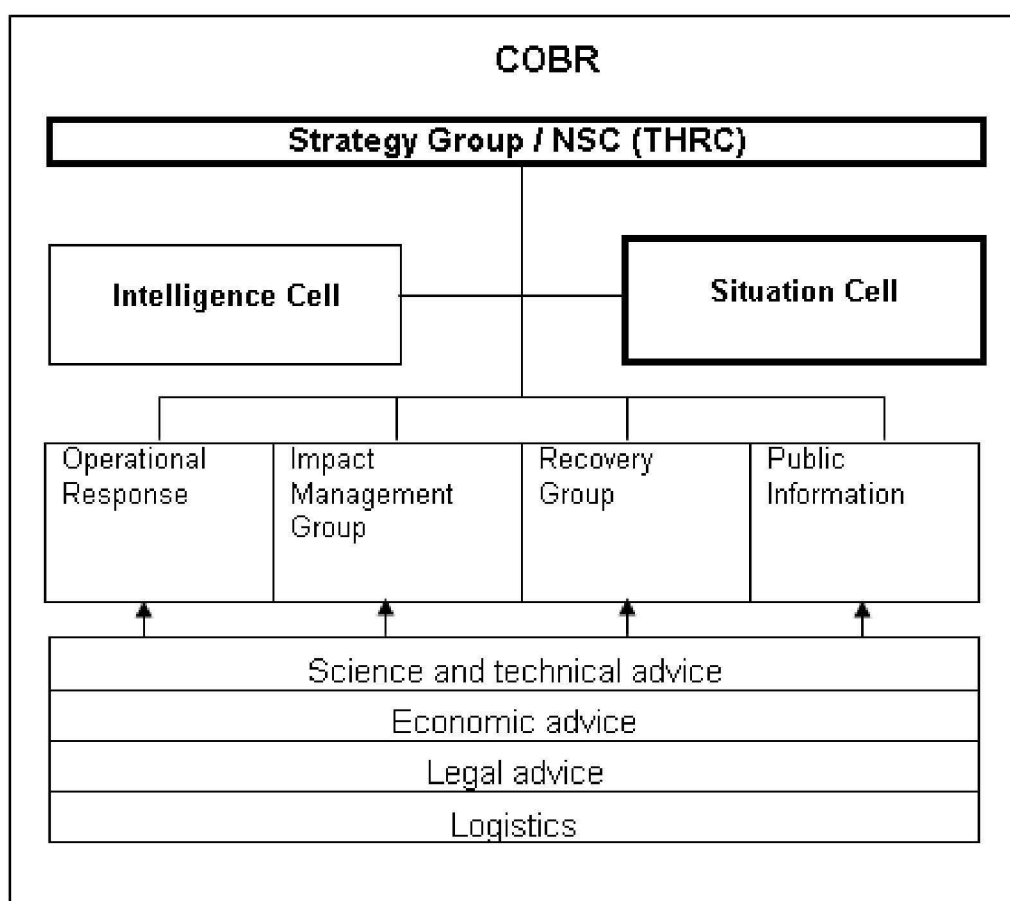 COBR
Strategy Group / NSC (THRC)
Intelligence Cell
Situation Cell
Operational
Response
Impact
Management
Group
Recovery
Group
Public
Information
Science and technical advice
Economic advice
Legal advice
Logistics